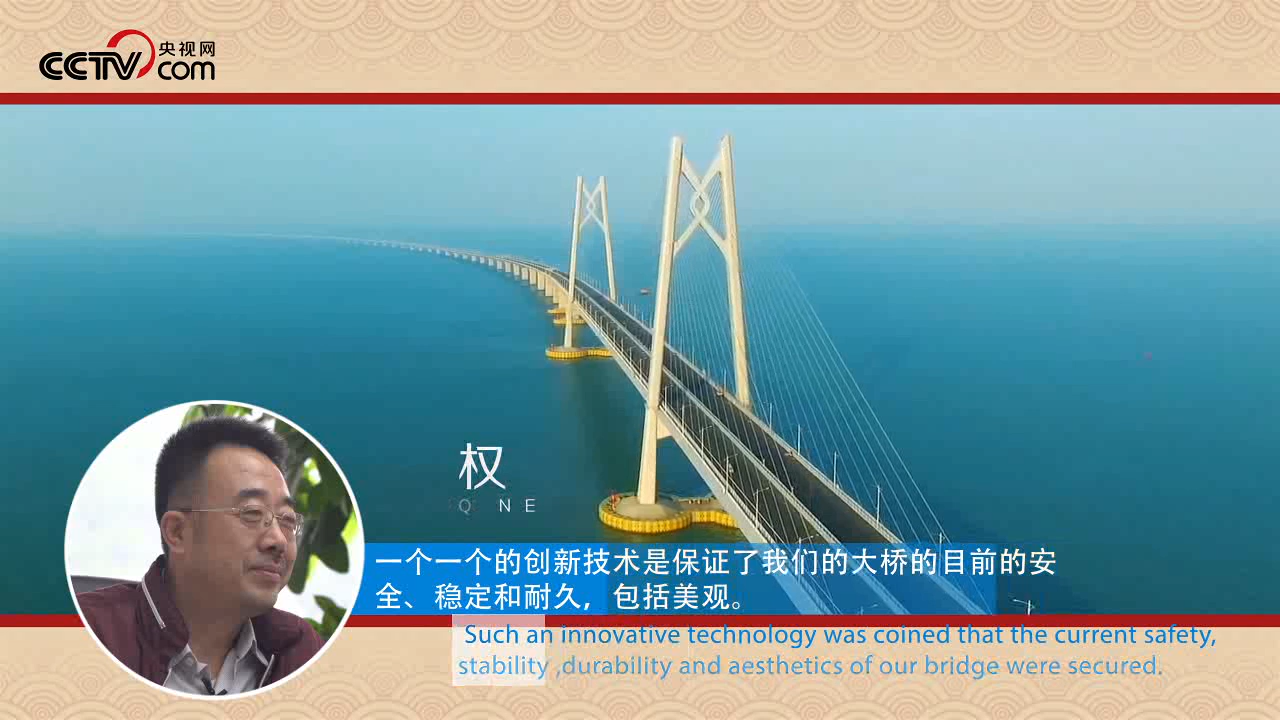 CCTV 央视网
com
权
Q NE
一个一个的创新技术是保证了我们的大桥的目前的安
全、稳定和耐久，包括美观。
Such an innovative technology was coined that the current safety,
stability ,durability and aesthetics of our bridge were secured.